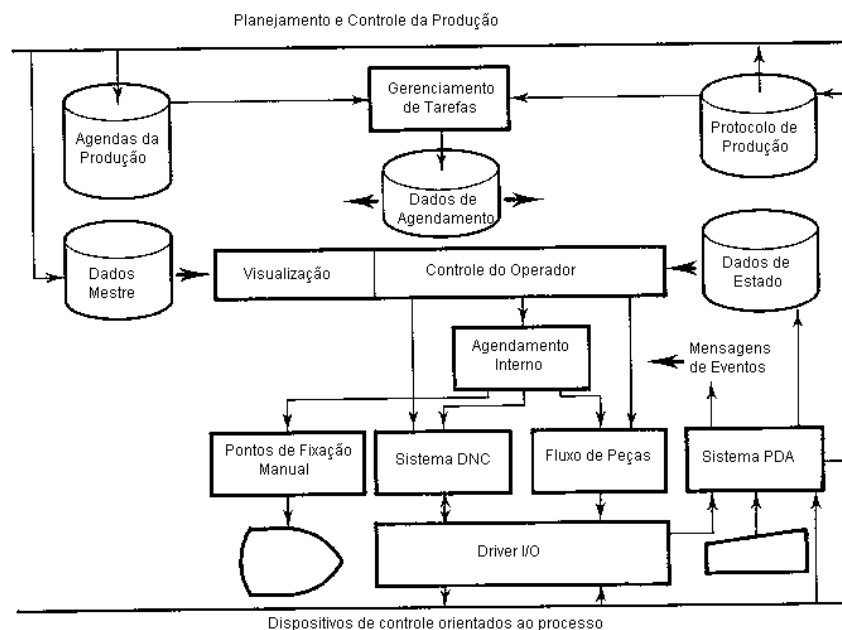 Planejamento e Controle da Produção
Gerenciamento
de Tarefas
Agendas da
Produção
Protocolo de
Produção
Dados de
Agendamento
Dados
Mestre
Visualização
Controle do Operador
Dados de
Estado
Agendamento
Interno
Mensagens
de Eventos
Pontos de Fixação
Manual
Sistema DNC
Fluxo de Peças
Sistema PDA
Driver I/O
Dispositivos de controle orientados ao processo